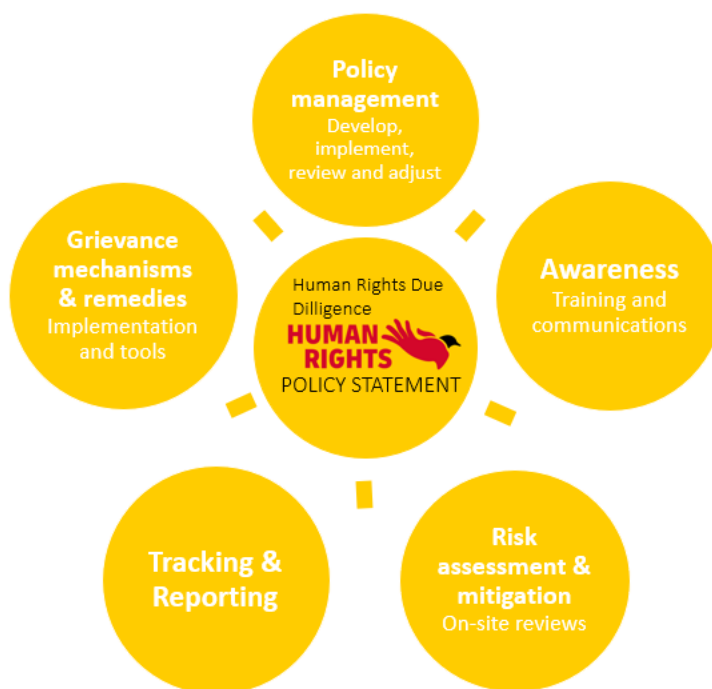 Policy
management
Develop,
implement,
review and adjust
Grievance
mechanisms
& remedies
Implementation
and tools
Human Rights Due
Dilligence
HUMAN
RIGHTS
POLICY STATEMENT
Awareness
Training and
communications
Tracking &
Reporting
Risk
assessment &
mitigation
On-site reviews